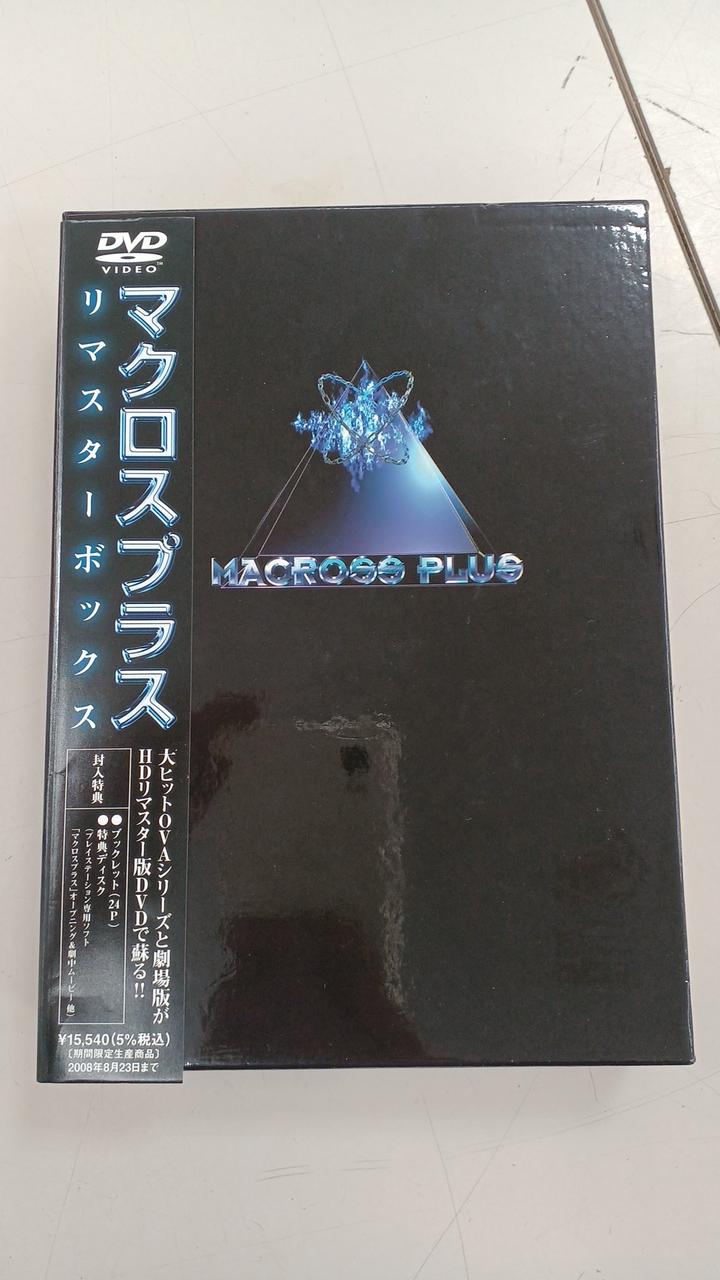 DVD
VIDEO™
マクロスプラス
リマスターボックス
MACROSS PLUS
大ヒットOVAシリーズと劇場版が
HDリマスター版DVDで蘇る!!
封入特典
●ブックレット(24P)
●特典ディスク
(プレイステーション専用ソフト
「マクロスプラス」オープニング&劇中ムービー 他)
¥15,540(5%税込)
〔期間限定生産商品〕
2008年8月23日まで